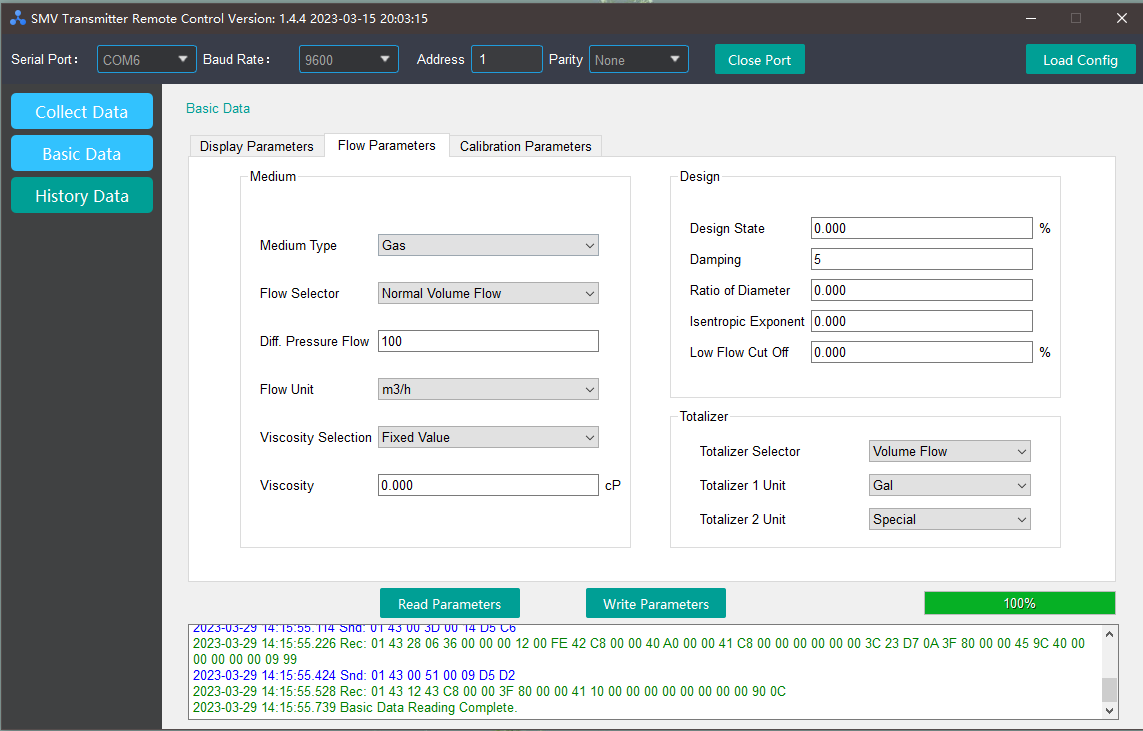 SMV Transmitter Remote Control Version: 1.4.4 2023-03-15 20:03:15
Serial Port: COM6 Baud Rate: 9600 Address 1 Parity None Close Port Load Config
Collect Data
Basic Data
History Data
Basic Data
Display Parameters Flow Parameters Calibration Parameters
Medium
Medium Type Gas
Flow Selector Normal Volume Flow
Diff. Pressure Flow 100
Flow Unit m3/h
Viscosity Selection Fixed Value
Viscosity 0.000 cP
Design
Design State 0.000 %
Damping 5
Ratio of Diameter 0.000
Isentropic Exponent 0.000
Low Flow Cut Off 0.000 %
Totalizer
Totalizer Selector Volume Flow
Totalizer 1 Unit Gal
Totalizer 2 Unit Special
Read Parameters Write Parameters 100%
2023-03-29 14:15:55.114 Snd: 01 43 00 3D 00 14 D5 C6
2023-03-29 14:15:55.226 Rec: 01 43 28 06 36 00 00 00 12 00 FE 42 C8 00 00 40 A0 00 00 41 C8 00 00 00 00 00 00 3C 23 D7 0A 3F 80 00 00 45 9C 40 00
00 00 00 00 09 99
2023-03-29 14:15:55.424 Snd: 01 43 00 51 00 09 D5 D2
2023-03-29 14:15:55.528 Rec: 01 43 12 43 C8 00 00 3F 80 00 00 41 10 00 00 00 00 00 00 00 00 90 0C
2023-03-29 14:15:55.739 Basic Data Reading Complete.